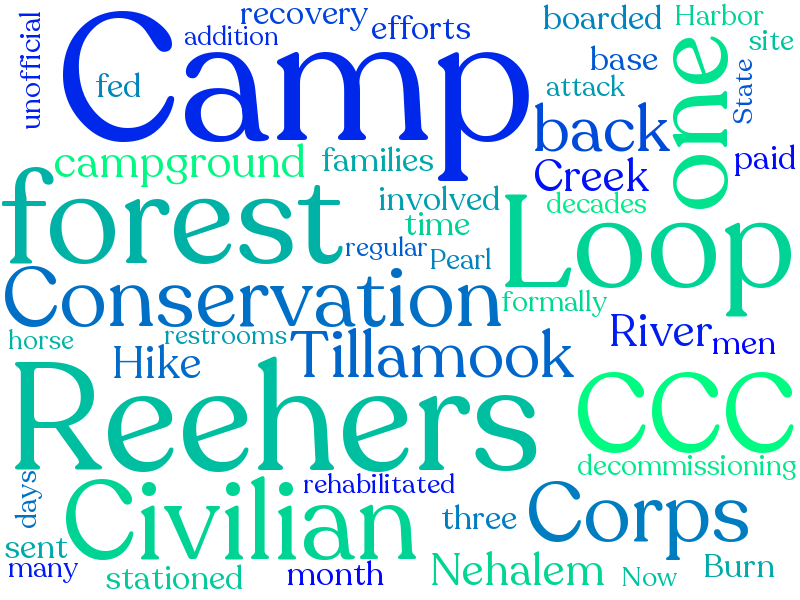 recovery
boarded
Harbor
unofficial
addition
efforts
site
Camp
fed
base
one
attack
State
back
campground
families
Creek
paid
forest
involved
decades
time
Loop
regular
Pearl
Conservation
formally
horse
restrooms
River
men
Hike
Tillamook
Reehers
CCC
decommissioning
days
rehabilitated
Civilian
three
Corps
sent
many
stationed
month
Nehalem
Now
Burn